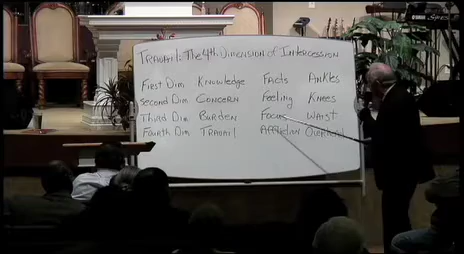 Travail: The 4th Dimension of Intercession
First Dim Knowledge Facts Ankles
Second Dim Concern Feeling Knees
Third Dim Burden Focus Waist
Fourth Dim Travail Affliction